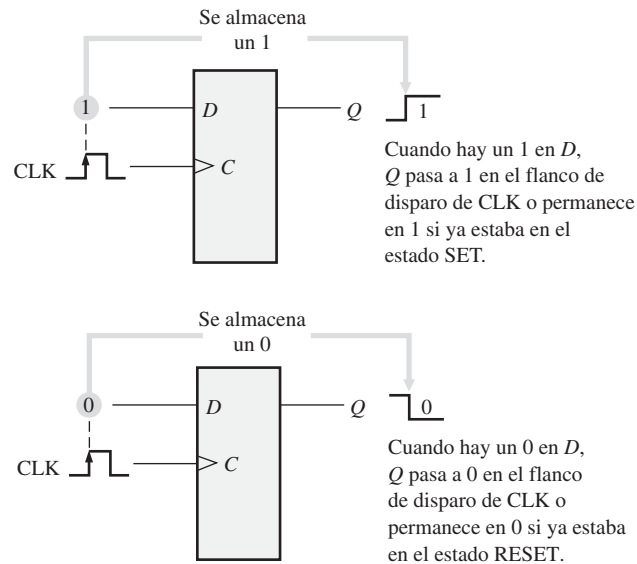 Se almacena
un 1
1
D
Q
1
CLK
C
Cuando hay un 1 en D,
Q pasa a 1 en el flanco de
disparo de CLK o permanece
en 1 si ya estaba en el
estado SET.
Se almacena
un 0
0
D
Q
0
CLK
C
Cuando hay un 0 en D,
Q pasa a 0 en el flanco
de disparo de CLK o
permanece en 0 si ya estaba
en el estado RESET.